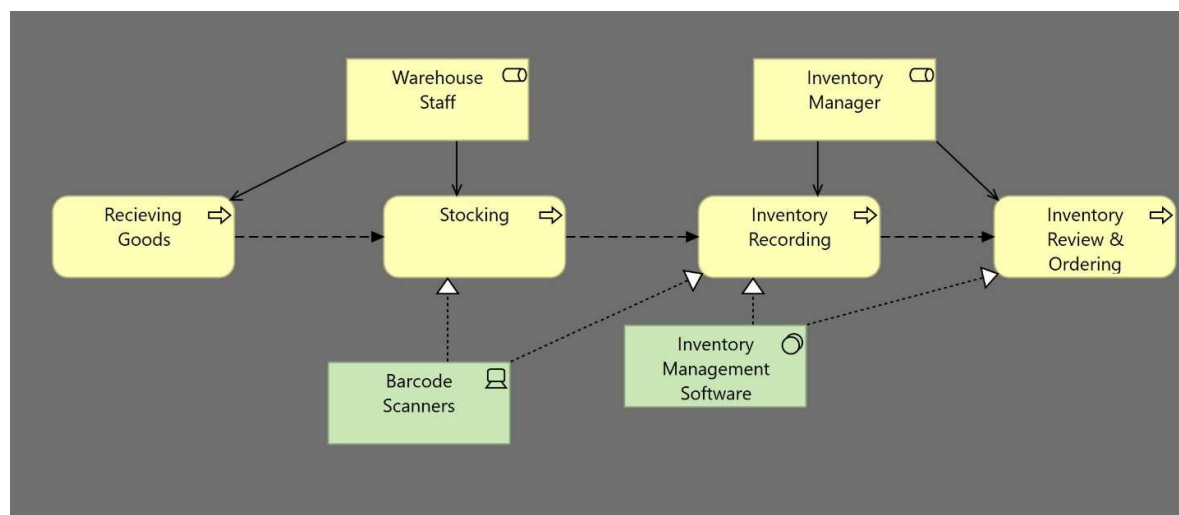 Warehouse
Staff
Inventory
Manager
Recieving
Goods
Stocking
Inventory
Recording
Inventory
Review &
Ordering
Barcode
Scanners
Inventory
Management
Software